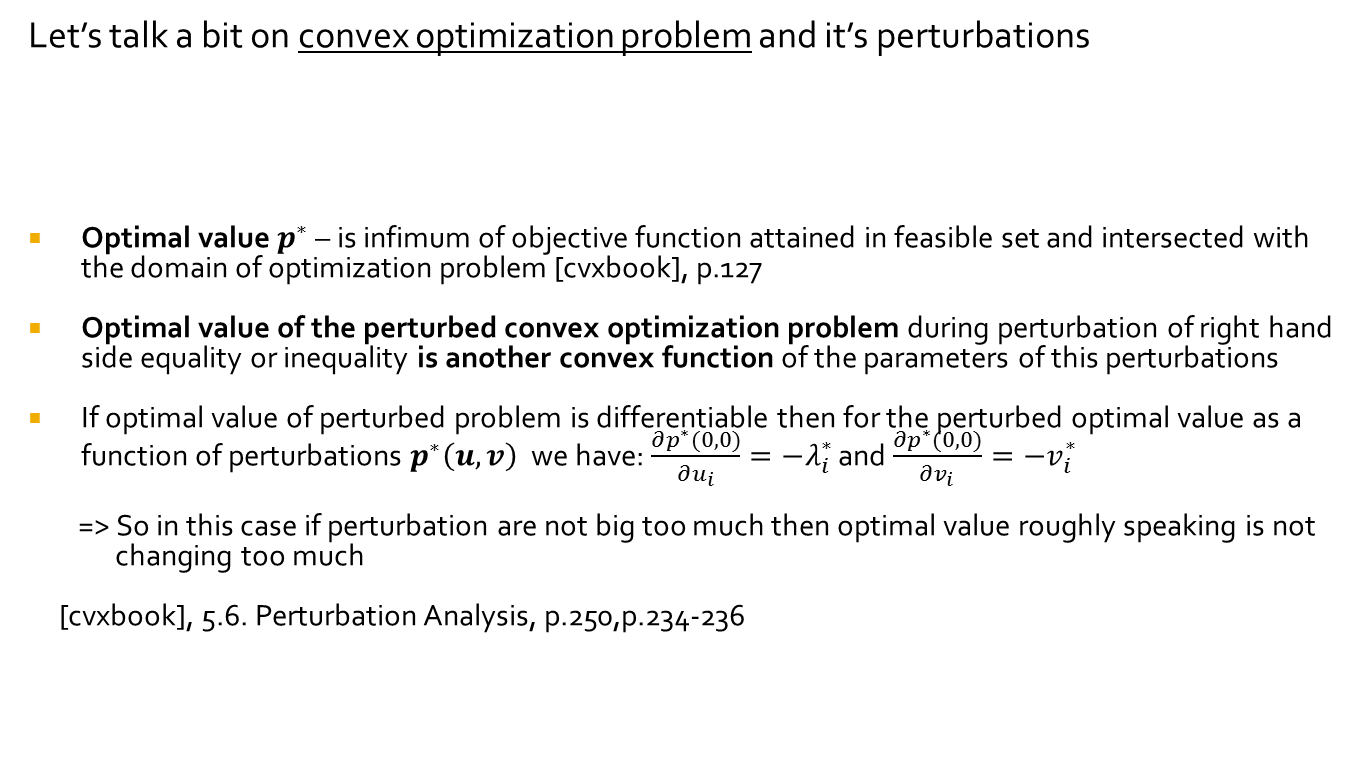 Let’s talk a bit on convex optimization problem and it’s perturbations
▪ Optimal value p* – is infimum of objective function attained in feasible set and intersected with
the domain of optimization problem [cvxbook], p.127
▪ Optimal value of the perturbed convex optimization problem during perturbation of right hand
side equality or inequality is another convex function of the parameters of this perturbations
▪ If optimal value of perturbed problem is differentiable then for the perturbed optimal value as a
function of perturbations p*(u, v) we have: ∂p*(0,0)/∂uᵢ = −λᵢ* and ∂p*(0,0)/∂vᵢ = −vᵢ*
=> So in this case if perturbation are not big too much then optimal value roughly speaking is not
changing too much
[cvxbook], 5.6. Perturbation Analysis, p.250,p.234-236